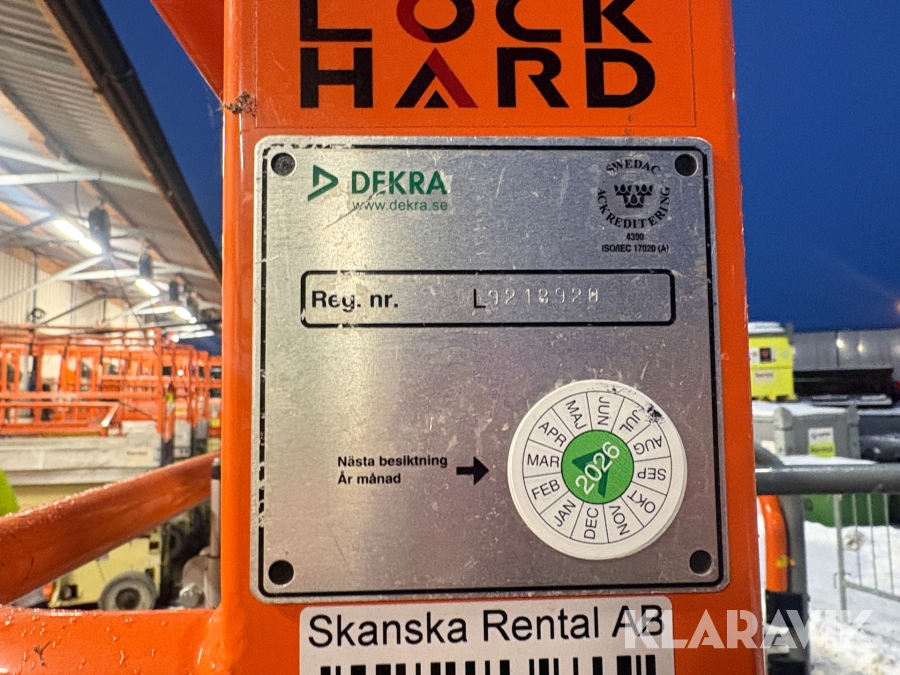 LOCK
HARD
DEKRA
www.dekra.se
SWEDAC
ACKREDITERING
4390
ISO/IEC 17020 (A)
Reg. nr. L9218920
Nästa besiktning
År månad
2026
JAN
FEB
MAR
APR
MAJ
JUN
JUL
AUG
SEP
OKT
NOV
DEC
Skanska Rental AB
KLARAVIK